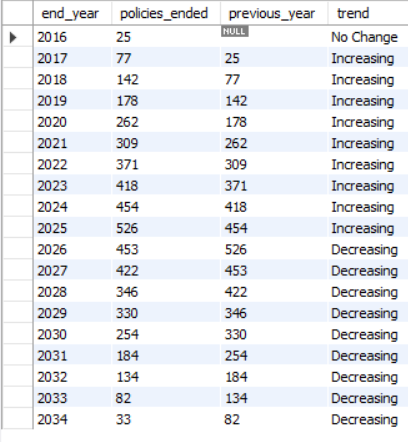 end_year policies_ended previous_year trend
2016 25 NULL No Change
2017 77 25 Increasing
2018 142 77 Increasing
2019 178 142 Increasing
2020 262 178 Increasing
2021 309 262 Increasing
2022 371 309 Increasing
2023 418 371 Increasing
2024 454 418 Increasing
2025 526 454 Increasing
2026 453 526 Decreasing
2027 422 453 Decreasing
2028 346 422 Decreasing
2029 330 346 Decreasing
2030 254 330 Decreasing
2031 184 254 Decreasing
2032 134 184 Decreasing
2033 82 134 Decreasing
2034 33 82 Decreasing